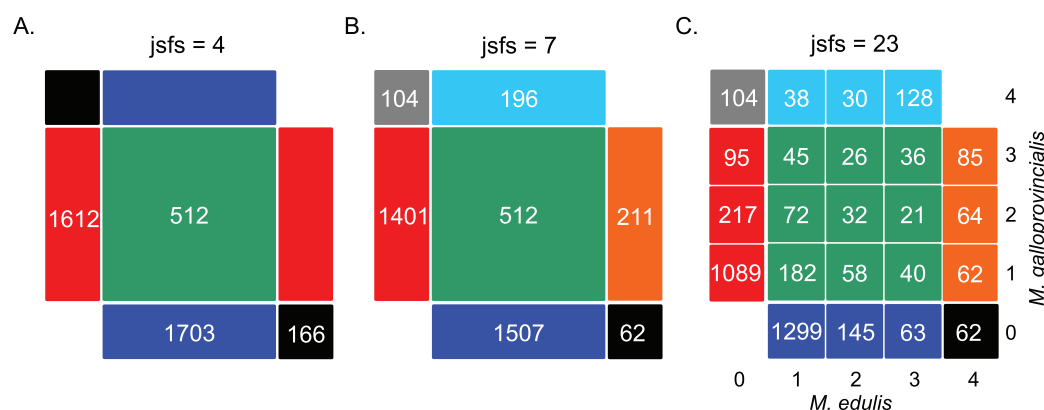 A.
jsfs = 4
1612
512
1703
166
B.
jsfs = 7
104
196
1401
512
211
1507
62
C.
jsfs = 23
104 38 30 128 4
95 45 26 36 85 3
217 72 32 21 64 2
1089 182 58 40 62 1
1299 145 63 62 0
0 1 2 3 4
M. edulis
M. galloprovincialis